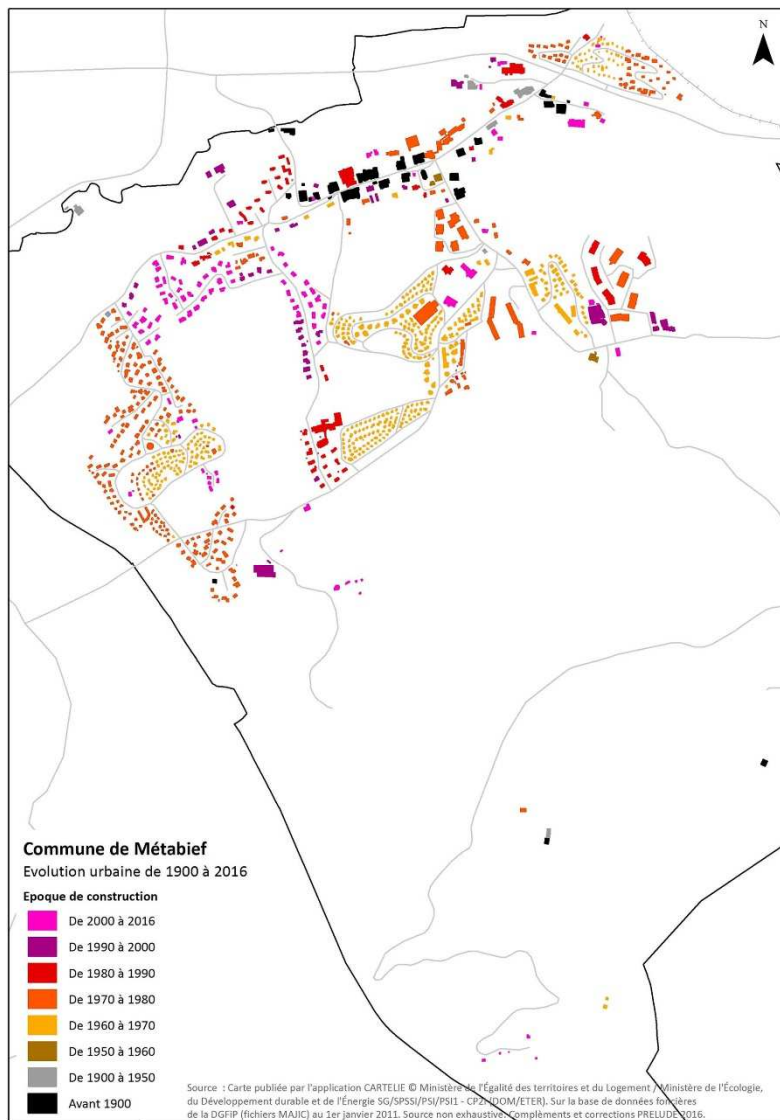 N
Commune de Métabief
Evolution urbaine de 1900 à 2016
Epoque de construction
De 2000 à 2016
De 1990 à 2000
De 1980 à 1990
De 1970 à 1980
De 1960 à 1970
De 1950 à 1960
De 1900 à 1950
Avant 1900
Source : Carte publiée par l'application CARTELIE © Ministère de l'Égalité des territoires et du Logement / Ministère de l'Écologie,
du Développement durable et de l'Énergie SG/SPSSI/PSI/PSI1 - CP2I (DOM/ETER). Sur la base de données foncières
de la DGFiP (fichiers MAJIC) au 1er janvier 2011. Source non exhaustive. Compléments et corrections PRELUDE 2016.